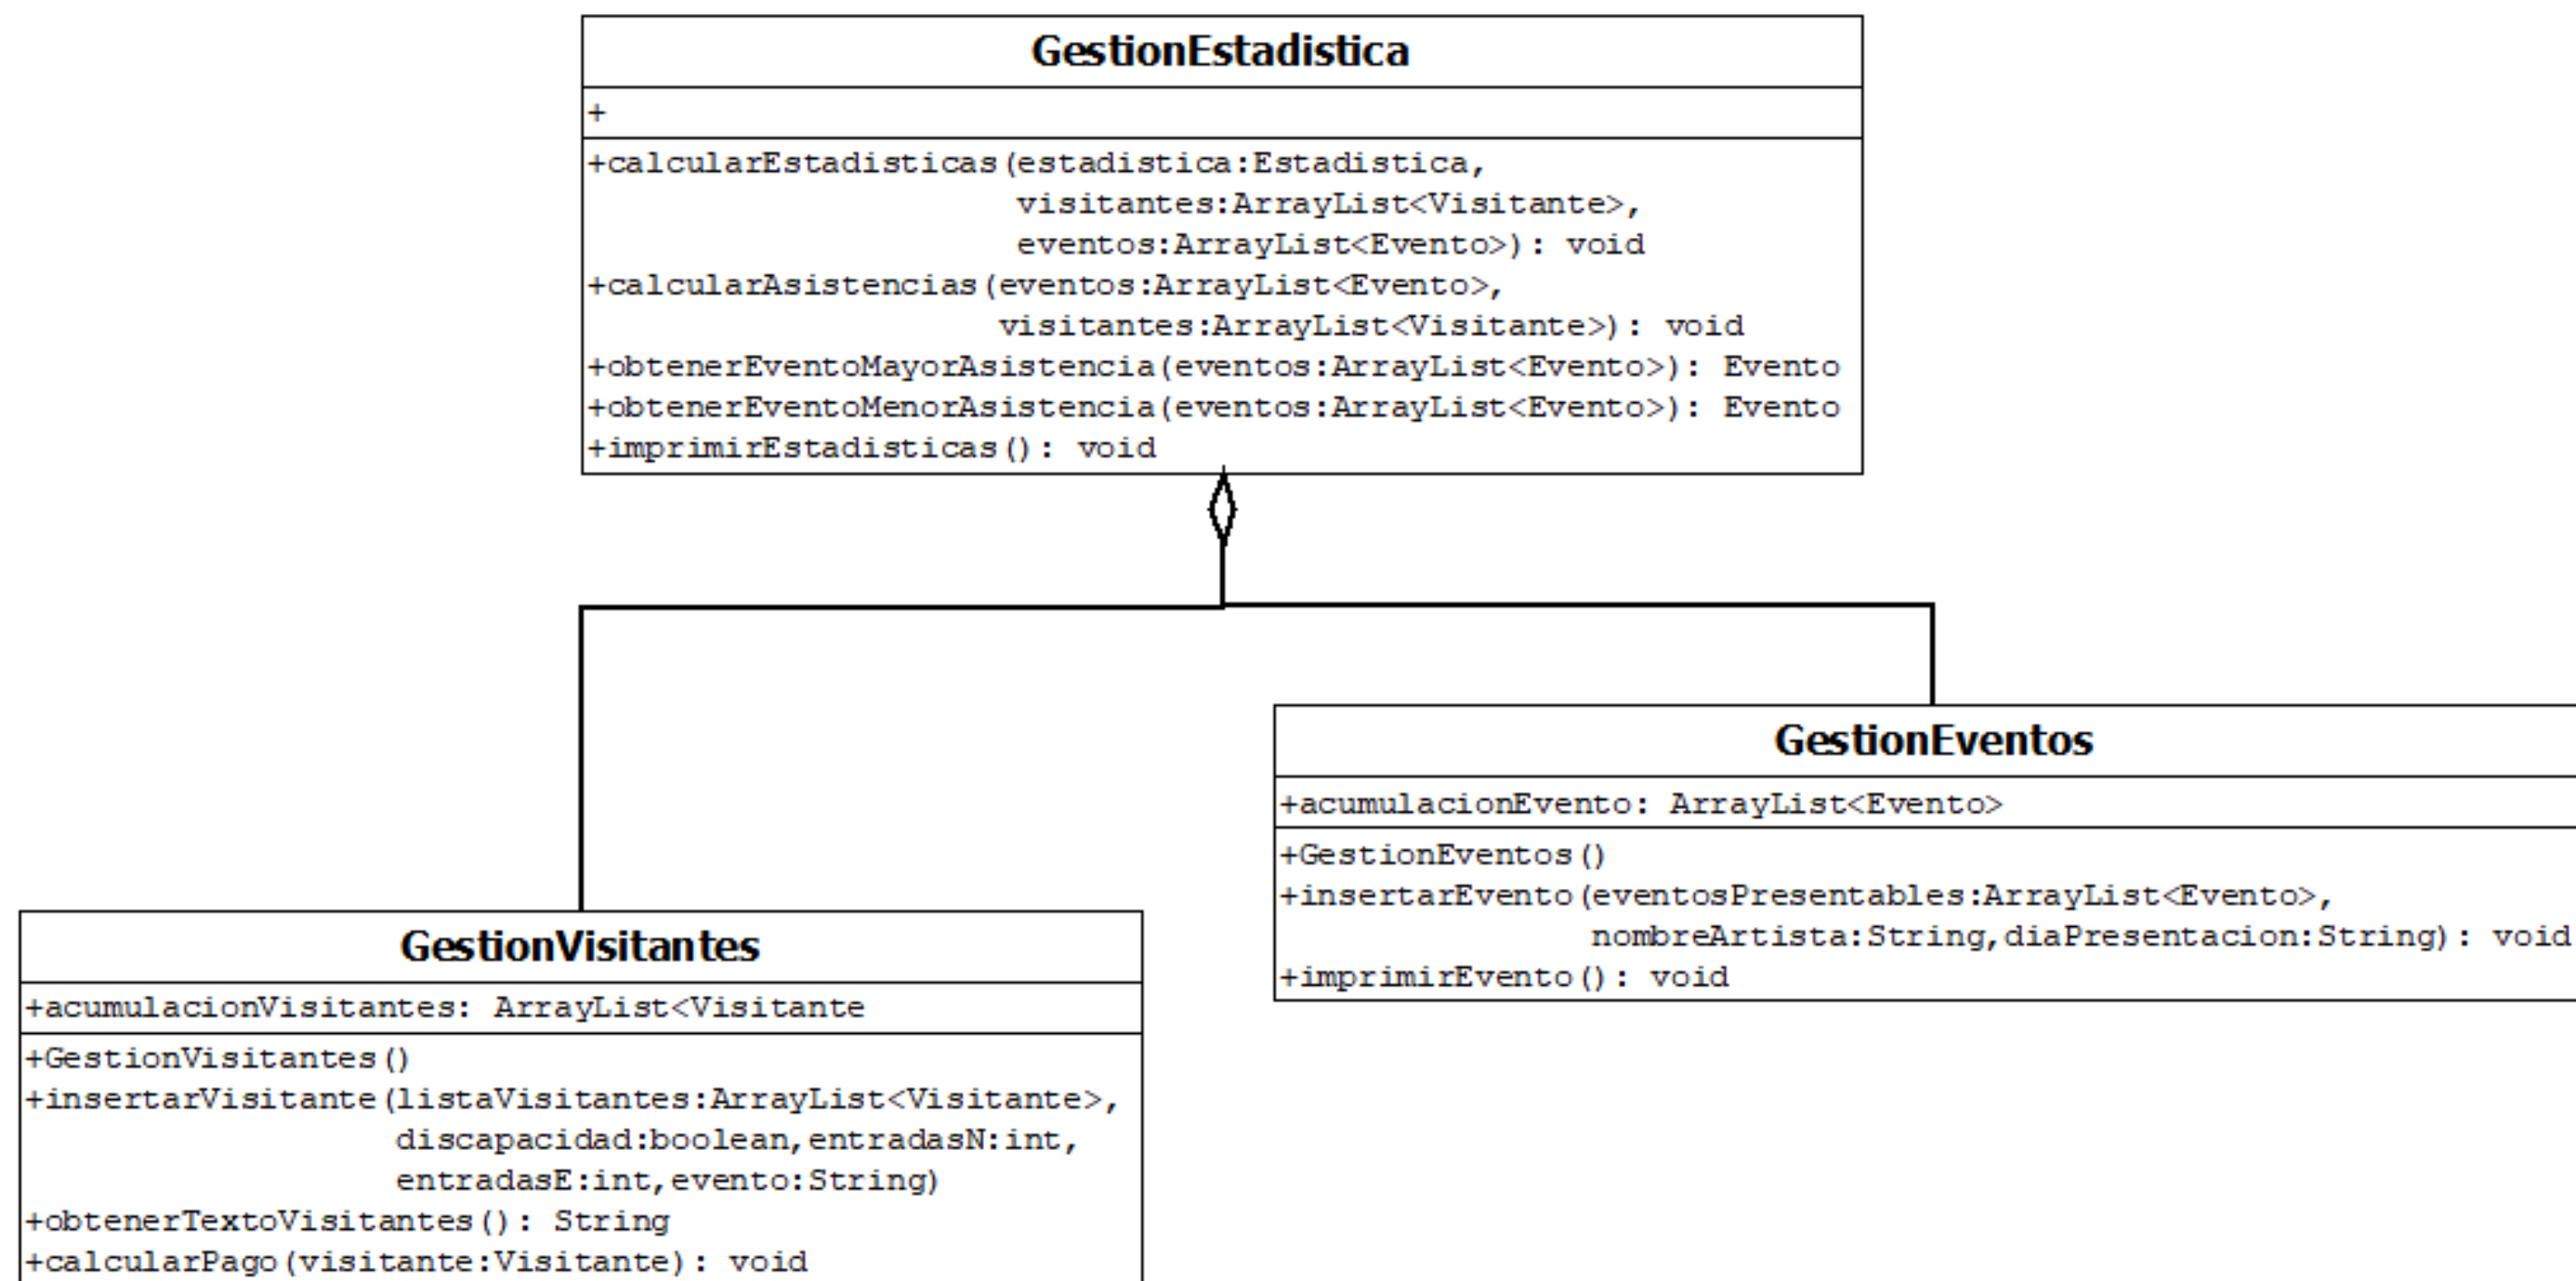 GestionEstadistica
+
+calcularEstadisticas(estadistica:Estadistica,
visitantes:ArrayList<Visitante>,
eventos:ArrayList<Evento>): void
+calcularAsistencias(eventos:ArrayList<Evento>,
visitantes:ArrayList<Visitante>): void
+obtenerEventoMayorAsistencia(eventos:ArrayList<Evento>): Evento
+obtenerEventoMenorAsistencia(eventos:ArrayList<Evento>): Evento
+imprimirEstadisticas(): void
GestionEventos
+acumulacionEvento: ArrayList<Evento>
+GestionEventos()
+insertarEvento(eventosPresentables:ArrayList<Evento>,
nombreArtista:String,diaPresentacion:String): void
+imprimirEvento(): void
GestionVisitantes
+acumulacionVisitantes: ArrayList<Visitante
+GestionVisitantes()
+insertarVisitante(listaVisitantes:ArrayList<Visitante>,
discapacidad:boolean,entradasN:int,
entradasE:int,evento:String)
+obtenerTextoVisitantes(): String
+calcularPago(visitante:Visitante): void